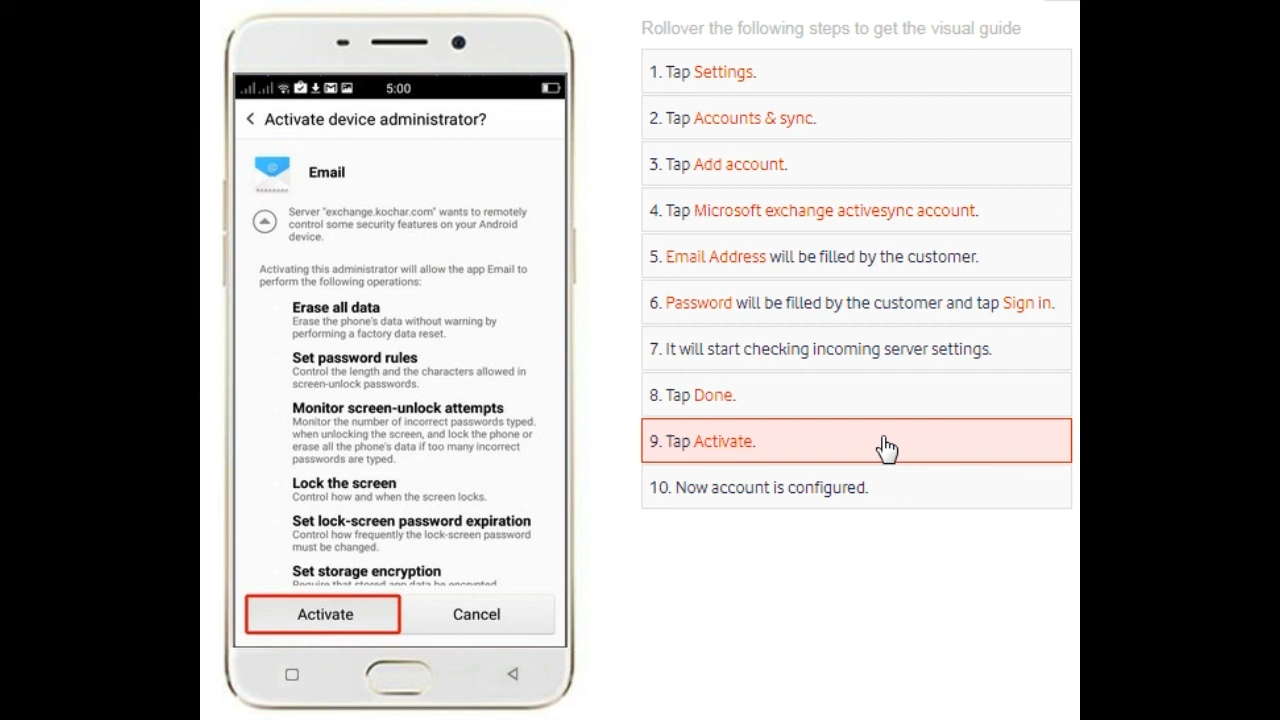 5:00
Activate device administrator?
Email
Server "exchange.kochar.com" wants to remotely
control some security features on your Android
device.
Activating this administrator will allow the app Email to
perform the following operations:
Erase all data
Erase the phone's data without warning by
performing a factory data reset.
Set password rules
Control the length and the characters allowed in
screen-unlock passwords.
Monitor screen-unlock attempts
Monitor the number of incorrect passwords typed.
when unlocking the screen, and lock the phone or
erase all the phone's data if too many incorrect
passwords are typed.
Lock the screen
Control how and when the screen locks.
Set lock-screen password expiration
Control how frequently the lock-screen password
must be changed.
Set storage encryption
Require that stored app data be encrypted
Activate
Cancel
Rollover the following steps to get the visual guide
1. Tap Settings.
2. Tap Accounts & sync.
3. Tap Add account.
4. Tap Microsoft exchange activesync account.
5. Email Address will be filled by the customer.
6. Password will be filled by the customer and tap Sign in.
7. It will start checking incoming server settings.
8. Tap Done.
9. Tap Activate.
10. Now account is configured.